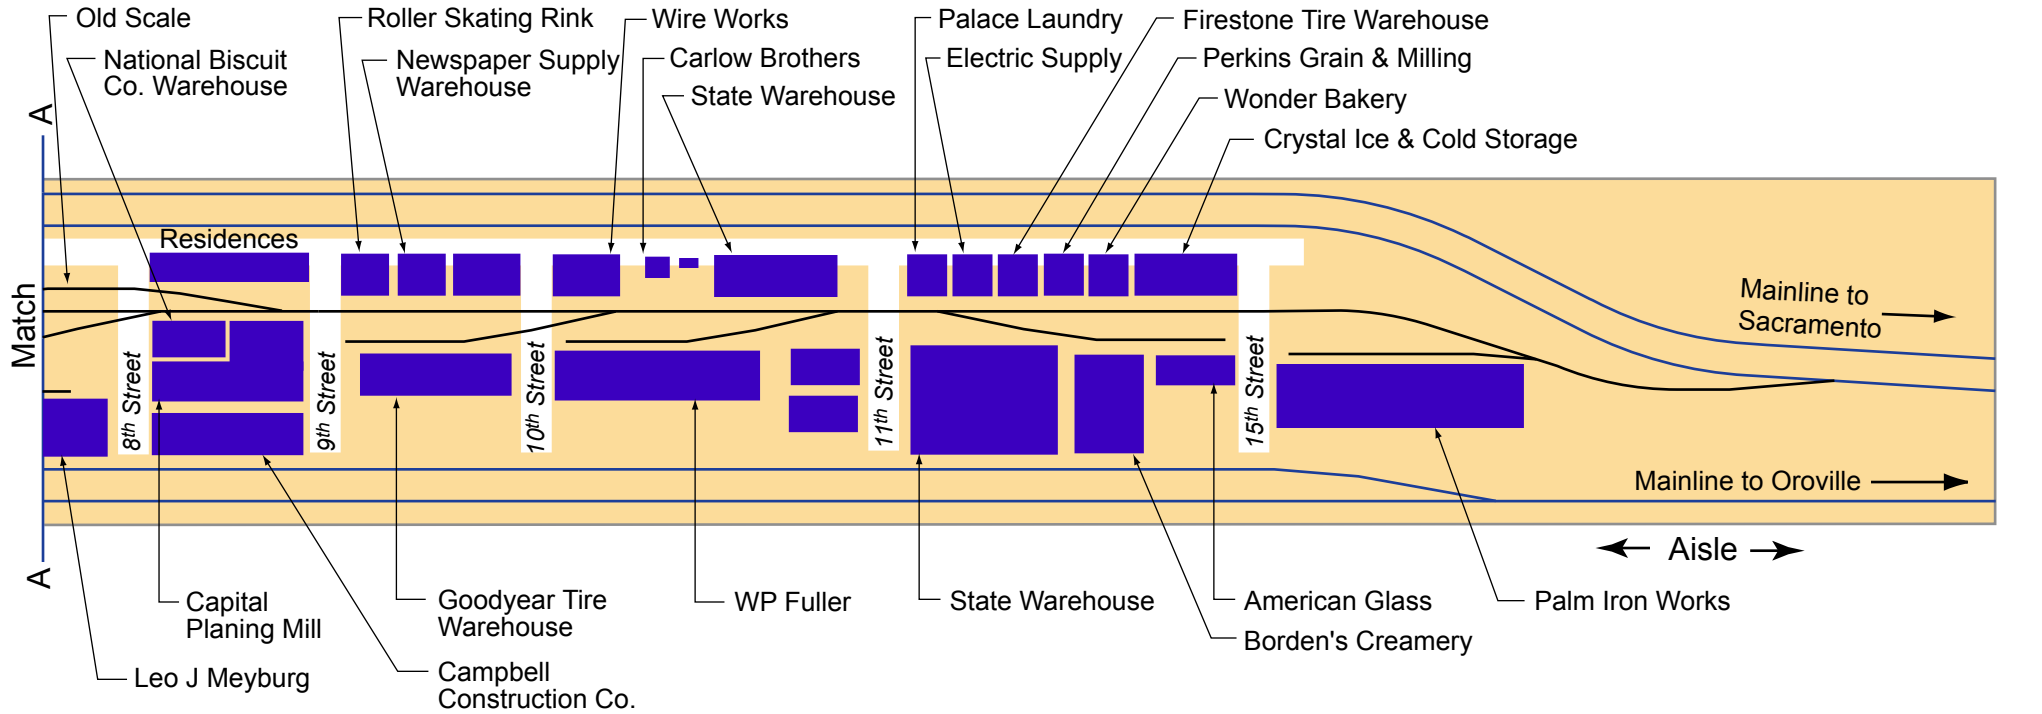 Old Scale
National Biscuit
Co. Warehouse
Roller Skating Rink
Newspaper Supply
Warehouse
Wire Works
Carlow Brothers
State Warehouse
Palace Laundry
Electric Supply
Firestone Tire Warehouse
Perkins Grain & Milling
Wonder Bakery
Crystal Ice & Cold Storage
A
Residences
Match
8th Street
9th Street
10th Street
11th Street
15th Street
Mainline to
Sacramento
Mainline to Oroville
Aisle
A
Capital
Planing Mill
Leo J Meyburg
Goodyear Tire
Warehouse
Campbell
Construction Co.
WP Fuller
State Warehouse
American Glass
Borden's Creamery
Palm Iron Works